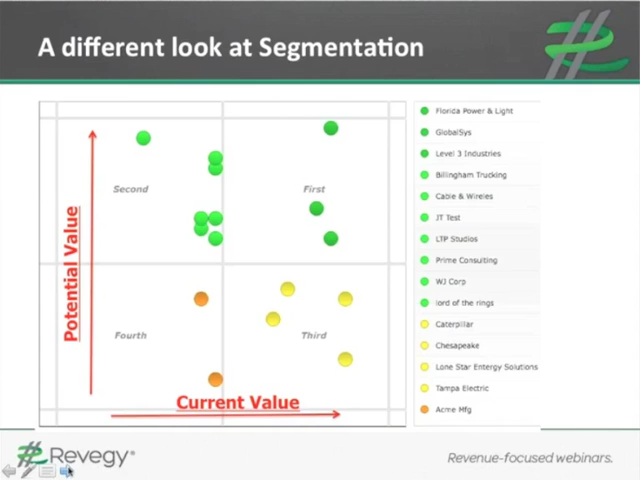 A different look at Segmentation
Second
First
Fourth
Third
Potential Value
Current Value
Florida Power & Light
GlobalSys
Level 3 Industries
Billingham Trucking
Cable & Wireles
JT Test
LTP Studios
Prime Consulting
WJ Corp
lord of the rings
Caterpillar
Chesapeake
Lone Star Entergy Solutions
Tampa Electric
Acme Mfg
Revegy®
Revenue-focused webinars.